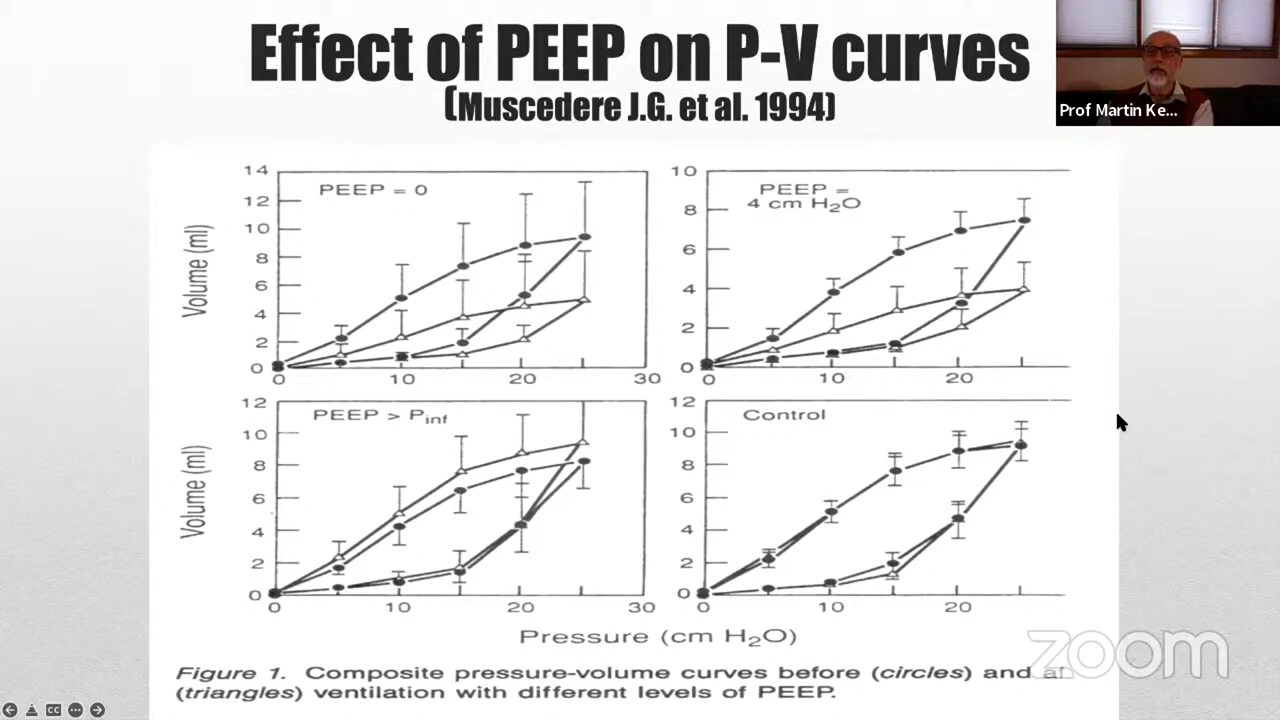 Effect of PEEP on P-V curves
(Muscedere J.G. et al. 1994)
Prof Martin Ke...
14
12
10
8
6
4
2
0
Volume (ml)
PEEP = 0
0
10
20
30
10
8
6
4
2
0
PEEP =
4 cm H₂O
0
10
20
12
10
8
6
4
2
0
Volume (ml)
PEEP > Pinf
0
10
20
30
12
10
8
6
4
2
0
Control
0
10
20
Pressure (cm H₂O)
zoom
Figure 1. Composite pressure-volume curves before (circles) and af
(triangles) ventilation with different levels of PEEP.
CC